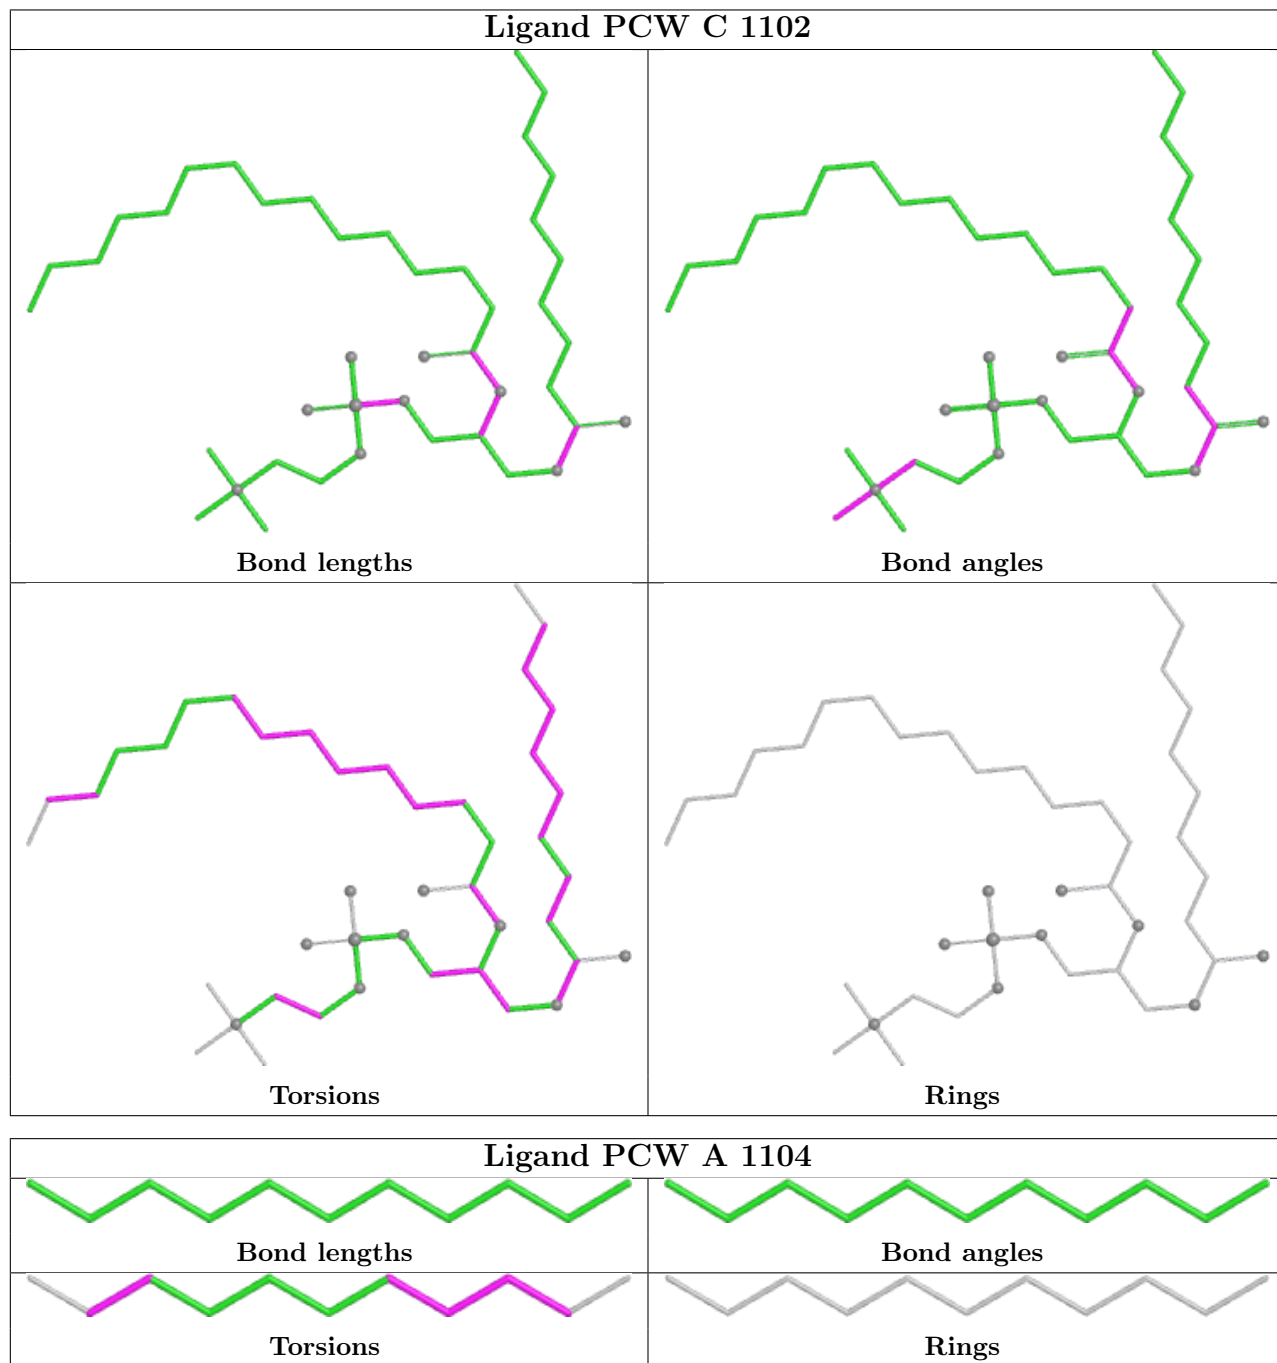 Ligand PCW C 1102
Bond lengths
Bond angles
Torsions
Rings
Ligand PCW A 1104
Bond lengths
Bond angles
Torsions
Rings